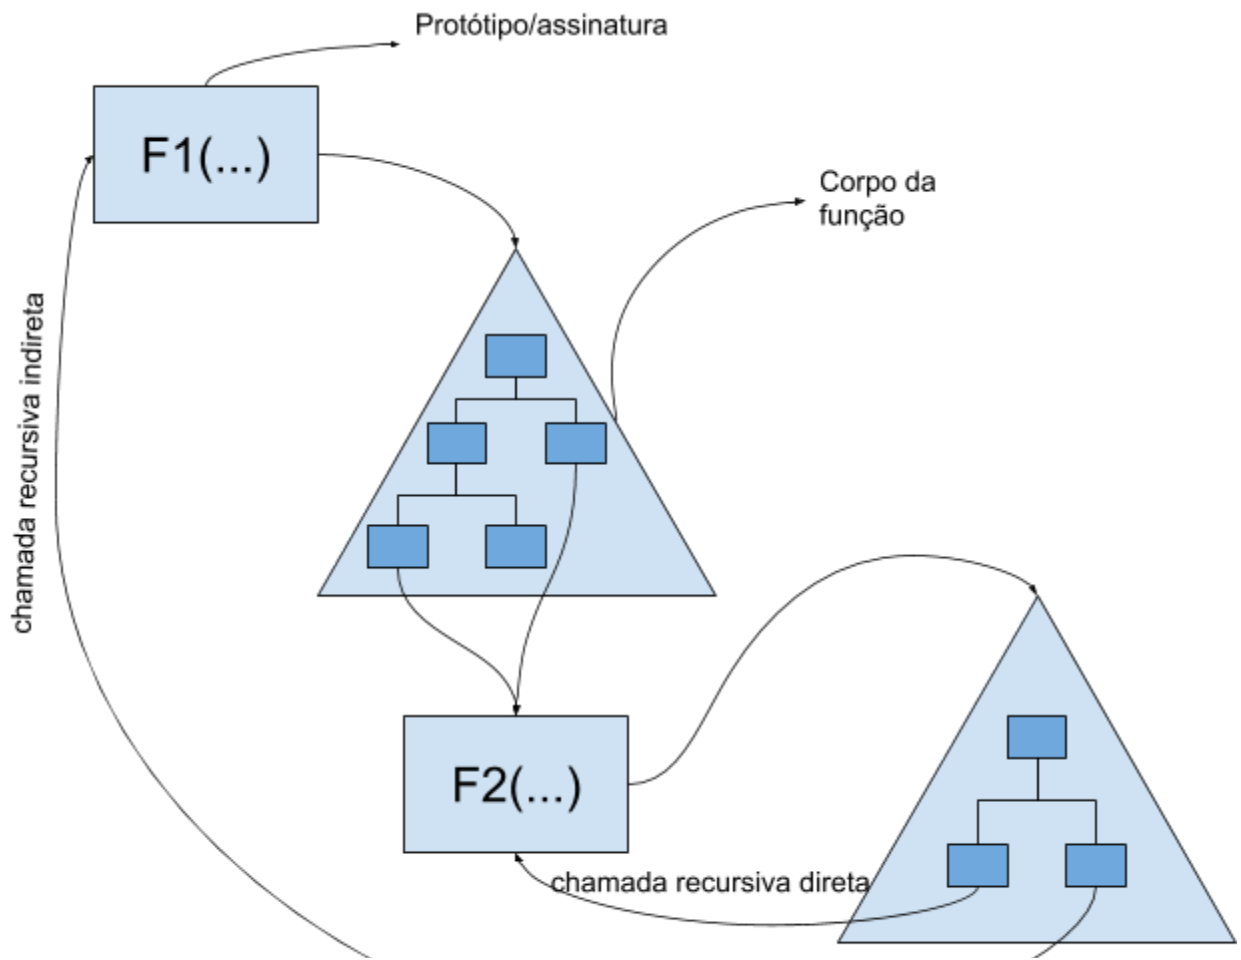 Protótipo/assinatura
F1(...)
Corpo da
função
chamada recursiva indireta
F2(...)
chamada recursiva direta